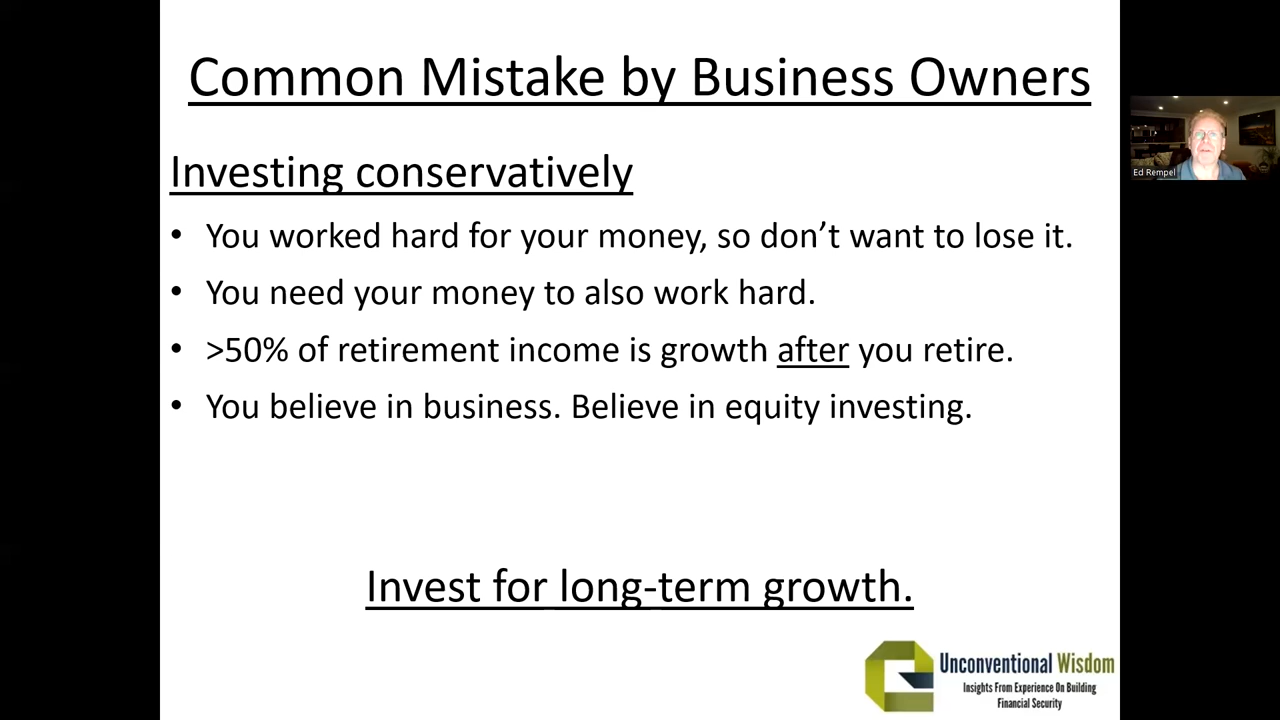 Common Mistake by Business Owners
Investing conservatively
• You worked hard for your money, so don’t want to lose it.
• You need your money to also work hard.
• >50% of retirement income is growth after you retire.
• You believe in business. Believe in equity investing.
Invest for long-term growth.
Unconventional Wisdom
Insights From Experience On Building
Financial Security
Ed Rempel